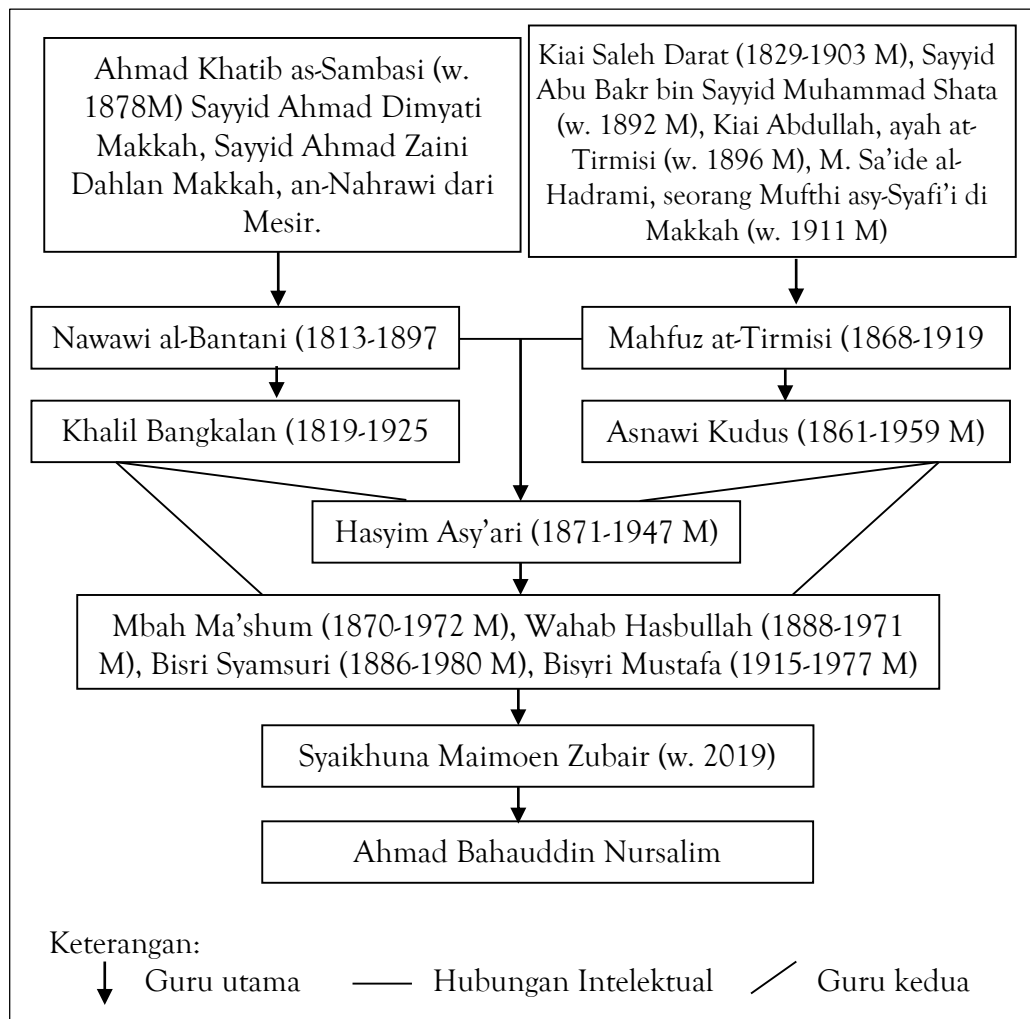 Ahmad Khatib as-Sambasi (w.
1878M) Sayyid Ahmad Dimyati
Makkah, Sayyid Ahmad Zaini
Dahlan Makkah, an-Nahrawi dari
Mesir.
Kiai Saleh Darat (1829-1903 M), Sayyid
Abu Bakr bin Sayyid Muhammad Shata
(w. 1892 M), Kiai Abdullah, ayah at-
Tirmisi (w. 1896 M), M. Sa’ide al-
Hadrami, seorang Mufthi asy-Syafi’i di
Makkah (w. 1911 M)
Nawawi al-Bantani (1813-1897
Mahfuz at-Tirmisi (1868-1919
Khalil Bangkalan (1819-1925
Asnawi Kudus (1861-1959 M)
Hasyim Asy’ari (1871-1947 M)
Mbah Ma’shum (1870-1972 M), Wahab Hasbullah (1888-1971
M), Bisri Syamsuri (1886-1980 M), Bisyri Mustafa (1915-1977 M)
Syaikhuna Maimoen Zubair (w. 2019)
Ahmad Bahauddin Nursalim
Keterangan:
Guru utama
Hubungan Intelektual
Guru kedua